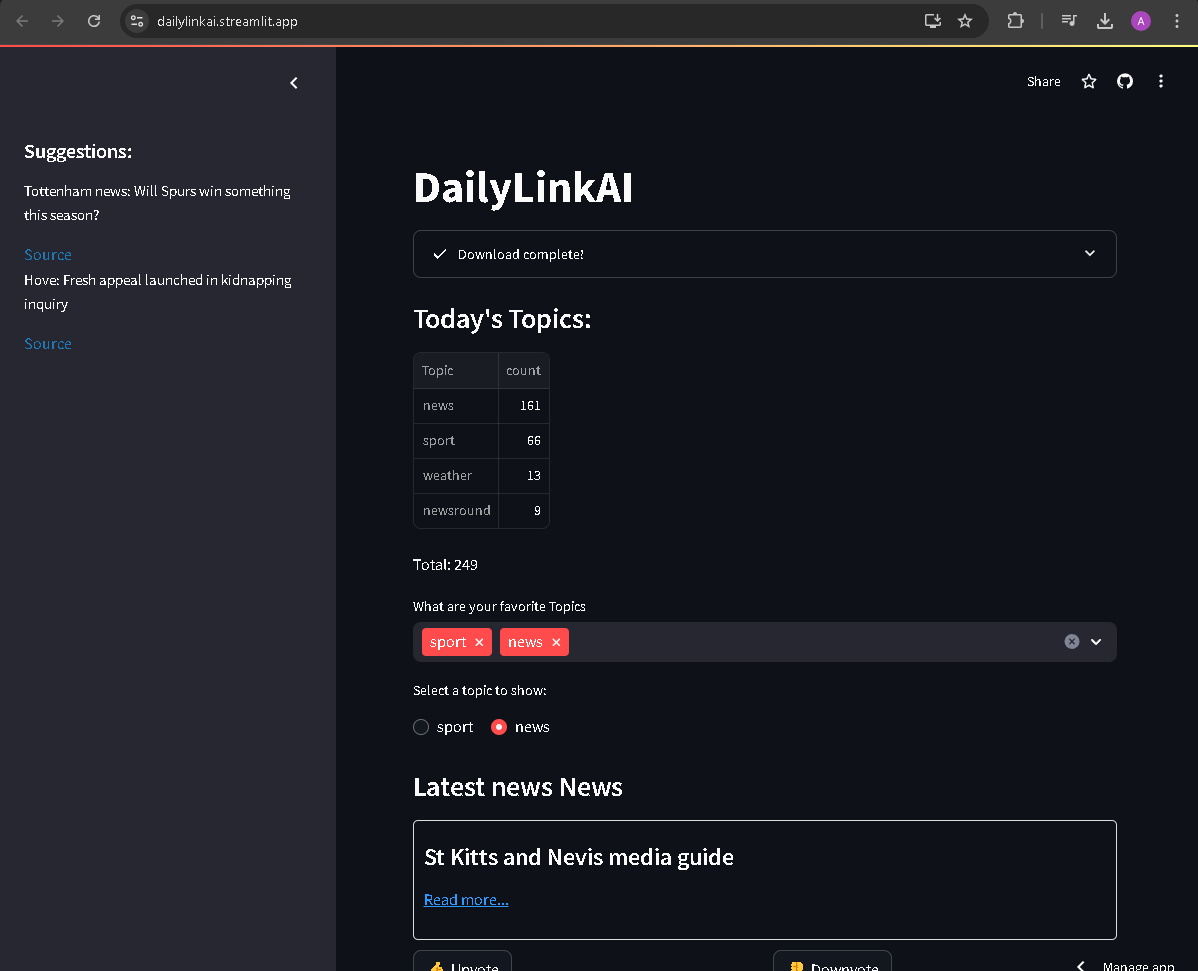 dailylinkai.streamlit.app
A
Share
Suggestions:
Tottenham news: Will Spurs win something
this season?
Source
Hove: Fresh appeal launched in kidnapping
inquiry
Source
DailyLinkAI
Download complete!
Today's Topics:
Topic count
news 161
sport 66
weather 13
newsround 9
Total: 249
What are your favorite Topics
sport news
Select a topic to show:
sport news
Latest news News
St Kitts and Nevis media guide
Read more...
Upvote Downvote
Manage app